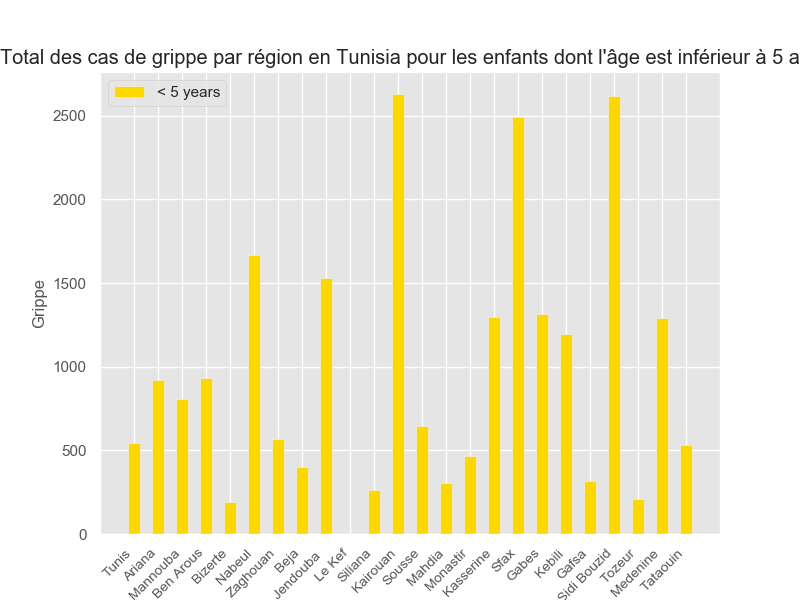 Total des cas de grippe par région en Tunisia pour les enfants dont l'âge est inférieur à 5 a
< 5 years
2500
2000
1500
1000
500
0
Grippe
Tunis
Ariana
Mannouba
Ben Arous
Bizerte
Nabeul
Zaghouan
Beja
Jendouba
Le Kef
Siliana
Kairouan
Sousse
Mahdia
Monastir
Kasserine
Sfax
Gabes
Kebili
Gafsa
Sidi Bouzid
Tozeur
Medenine
Tataouin